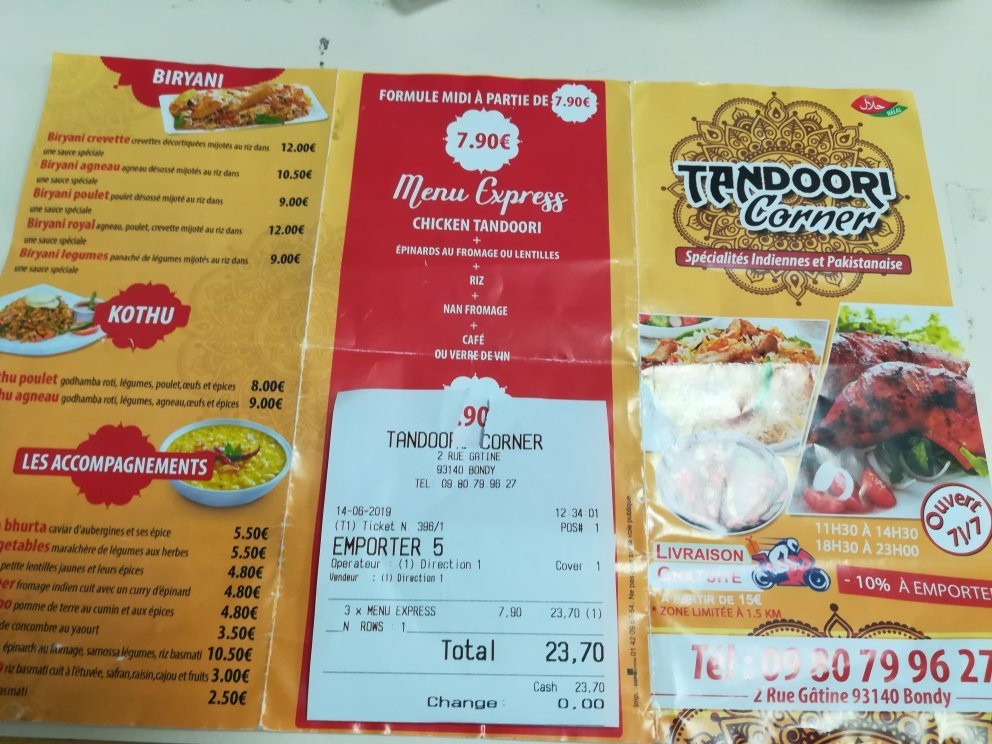 BIRYANI
Biryani crevette crevettes décortiquées mijotés au riz dans 12.00€
une sauce spéciale
Biryani agneau agneau désossé mijotés au riz dans 10.50€
une sauce spéciale
Biryani poulet poulet désossé mijoté au riz dans 9.00€
une sauce spéciale
Biryani royal agneau, poulet, crevette mijoté au riz dans 12.00€
une sauce spéciale
Biryani legumes panaché de légumes mijotés au riz dans 9.00€
une sauce spéciale
KOTHU
hu poulet godhamba roti, légumes, poulet,œufs et épices 8.00€
hu agneau godhamba roti, légumes, agneau,œufs et épices 9.00€
LES ACCOMPAGNEMENTS
bhurta caviar d'aubergines et ses épice 5.50€
getables maraîchère de légumes aux herbes 5.50€
petite lentilles jaunes et leurs épices 4.80€
eer fromage indien cuit avec un curry d'épinard 4.80€
oo pomme de terre au cumin et aux épices 4.80€
de concombre au yaourt 3.50€
épinards au fromage, samossa légumes, riz basmati 10.50€
riz basmati cuit à l'étuvée, safran,raisin,cajou et fruits 3.00€
asmati 2.50€
FORMULE MIDI À PARTIE DE 7.90€
7.90€
Menu Express
CHICKEN TANDOORI
+
ÉPINARDS AU FROMAGE OU LENTILLES
+
RIZ
+
NAN FROMAGE
+
CAFÉ
OU VERRE DE VIN
.90
TANDOOR CORNER
2 RUE GATINE
93140 BONDY
TEL : 09 80 79 96 27
14-06-2019 12:34:01
(T1) Ticket N. 396/1 POS# 1
EMPORTER 5
Operateur : (1) Direction 1 Cover 1
Vendeur : (1) Direction 1
3 x MENU EXPRESS 7,90 23,70 (1)
N ROWS : 1
Total 23,70
Cash 23,70
Change: 0,00
حلال
HALAL
TANDOORI
Corner
Spécialités Indiennes et Pakistanaise
Ouvert
7j/7
11H30 À 14H30
18H30 À 23H00
LIVRAISON
GRATUITE
À PARTIR DE 15€
* ZONE LIMITÉE À 1.5 KM
- 10% À EMPORTE
Tél : 09 80 79 96 27
2 Rue Gâtine 93140 Bondy